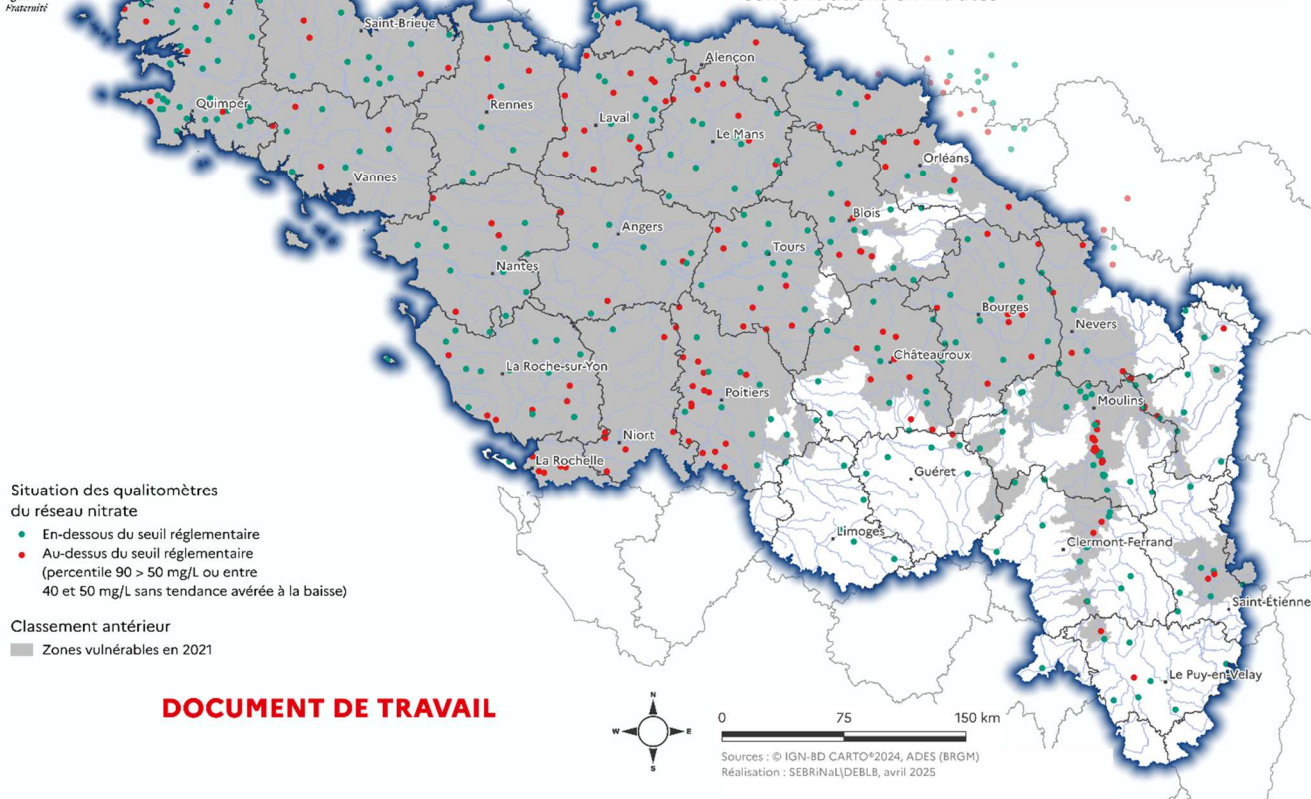 Fraternité
concentrations en nitrates
Saint-Brieuc
Alençon
Quimper
Rennes
Laval
Le Mans
Orléans
Vannes
Blois
Angers
Tours
Nantes
Bourges
Nevers
Châteauroux
La Roche-sur-Yon
Poitiers
Moulins
Niort
La Rochelle
Guéret
Situation des qualitomètres
du réseau nitrate
En-dessous du seuil réglementaire
Au-dessus du seuil réglementaire
(percentile 90 > 50 mg/L ou entre
40 et 50 mg/L sans tendance avérée à la baisse)
Limoges
Clermont-Ferrand
Saint-Étienne
Classement antérieur
Zones vulnérables en 2021
Le Puy-en-Velay
DOCUMENT DE TRAVAIL
N
W
E
S
0 75 150 km
Sources : © IGN-BD CARTO®2024, ADES (BRGM)
Réalisation : SEBRiNaL\DEBLB, avril 2025